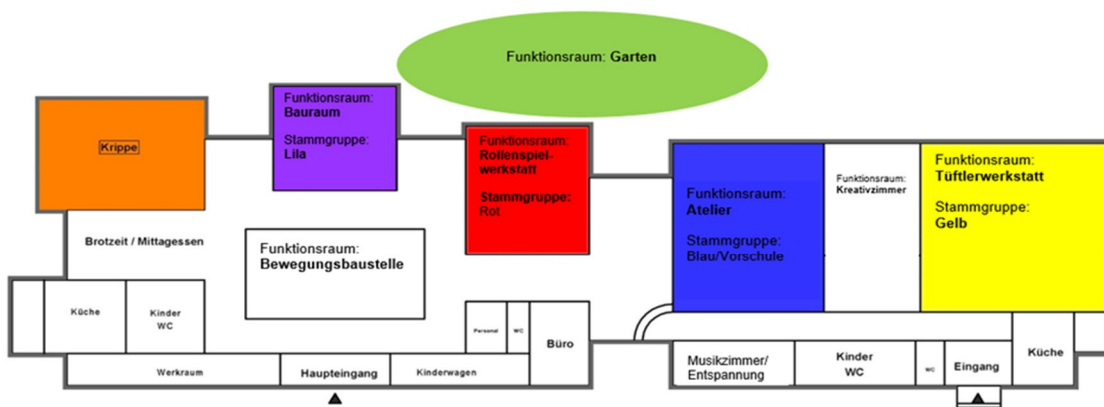 Funktionsraum: Garten
Krippe
Funktionsraum:
Bauraum
Stammgruppe:
Lila
Funktionsraum:
Rollenspiel-
werkstatt
Stammgruppe:
Rot
Funktionsraum:
Atelier
Stammgruppe:
Blau/Vorschule
Funktionsraum:
Kreativzimmer
Funktionsraum:
Tüftlerwerkstatt
Stammgruppe:
Gelb
Brotzeit / Mittagessen
Funktionsraum:
Bewegungsbaustelle
Küche
Kinder
WC
Personal
WC
Büro
Werkraum
Haupteingang
Kinderwagen
Musikzimmer/
Entspannung
Kinder
WC
WC
Eingang
Küche